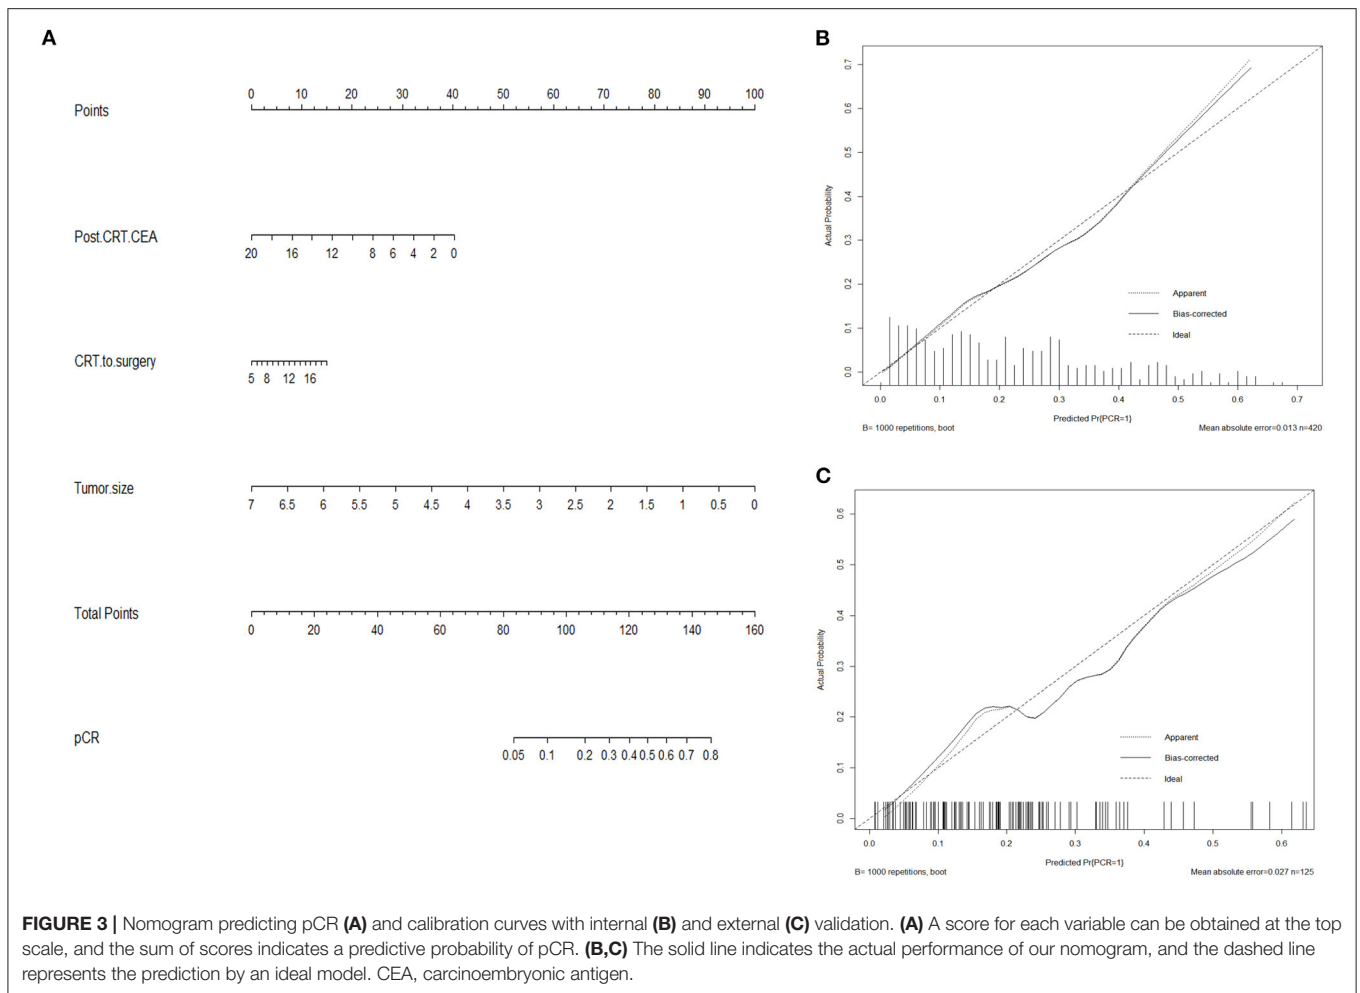 A
Points
0 10 20 30 40 50 60 70 80 90 100
Post.CRT.CEA
20 16 12 8 6 4 2 0
CRT.to.surgery
5 8 12 16
Tumor.size
7 6.5 6 5.5 5 4.5 4 3.5 3 2.5 2 1.5 1 0.5 0
Total Points
0 20 40 60 80 100 120 140 160
pCR
0.05 0.1 0.2 0.3 0.4 0.5 0.6 0.7 0.8
B
Actual Probability
0.7
0.6
0.5
0.4
0.3
0.2
0.1
0.0
Apparent
Bias-corrected
Ideal
0.0 0.1 0.2 0.3 0.4 0.5 0.6 0.7
Predicted Pr{PCR=1}
B= 1000 repetitions, boot
Mean absolute error=0.013 n=420
C
Actual Probability
0.6
0.5
0.4
0.3
0.2
0.1
0.0
Apparent
Bias-corrected
Ideal
0.0 0.1 0.2 0.3 0.4 0.5 0.6
Predicted Pr{PCR=1}
B= 1000 repetitions, boot
Mean absolute error=0.027 n=125
FIGURE 3 | Nomogram predicting pCR (A) and calibration curves with internal (B) and external (C) validation. (A) A score for each variable can be obtained at the top
scale, and the sum of scores indicates a predictive probability of pCR. (B,C) The solid line indicates the actual performance of our nomogram, and the dashed line
represents the prediction by an ideal model. CEA, carcinoembryonic antigen.